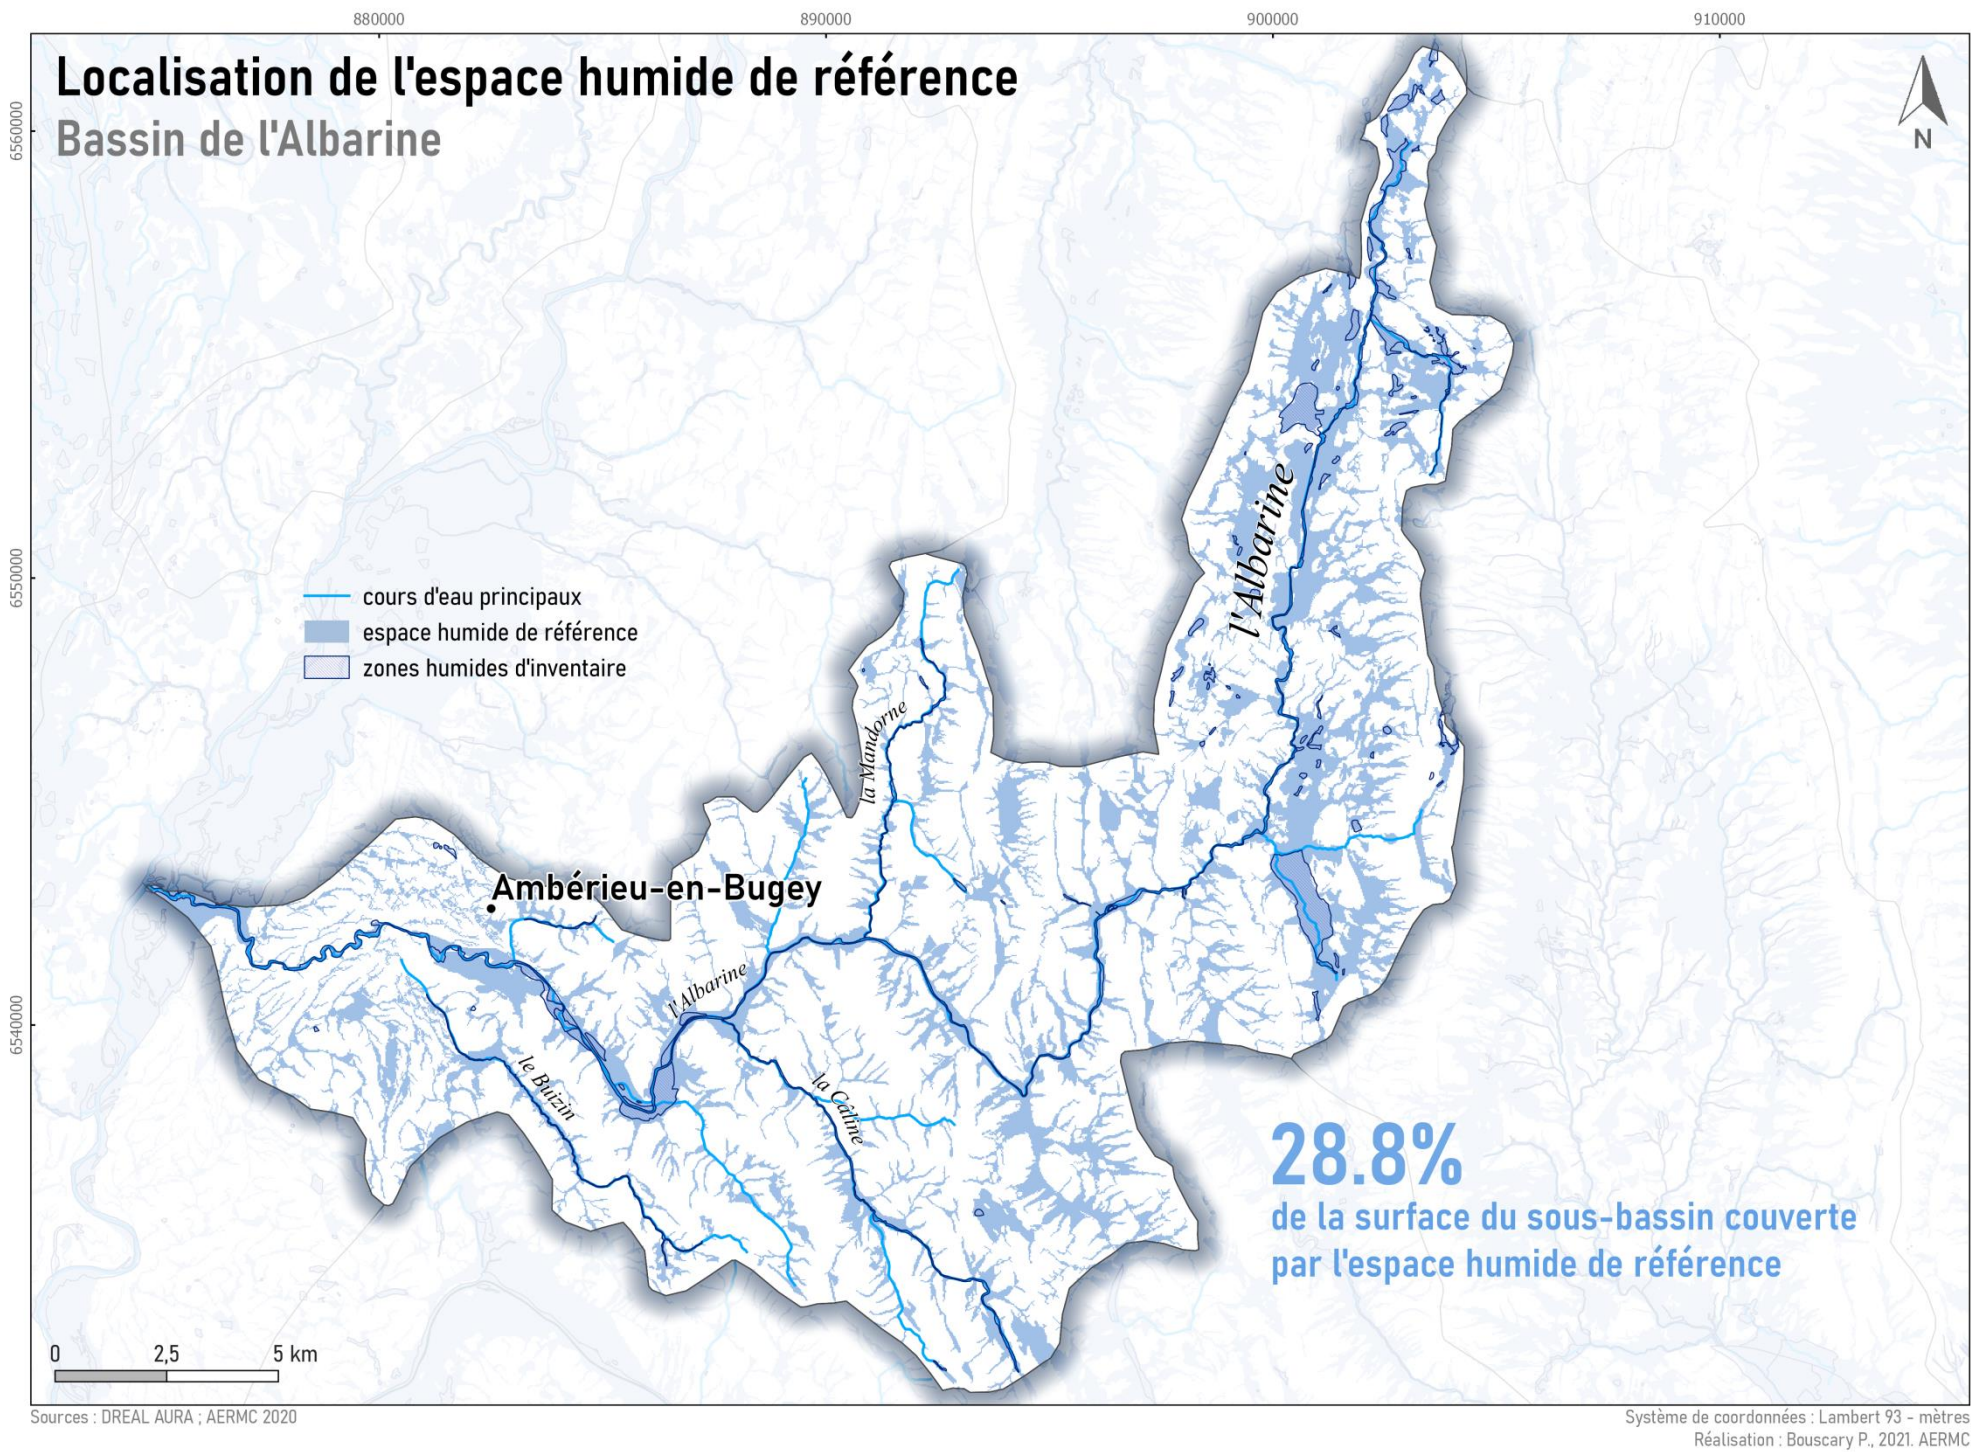 880000
890000
900000
910000
Localisation de l'espace humide de référence
Bassin de l'Albarine
N
6560000
6550000
6540000
l'Albarine
cours d'eau principaux
espace humide de référence
zones humides d'inventaire
la Mandorne
Ambérieu-en-Bugey
l'Albarine
le Buizin
la Câline
28.8%
de la surface du sous-bassin couverte
par l'espace humide de référence
0 2,5 5 km
Sources : DREAL AURA ; AERMC 2020
Système de coordonnées : Lambert 93 - mètres
Réalisation : Bouscary P., 2021. AERMC